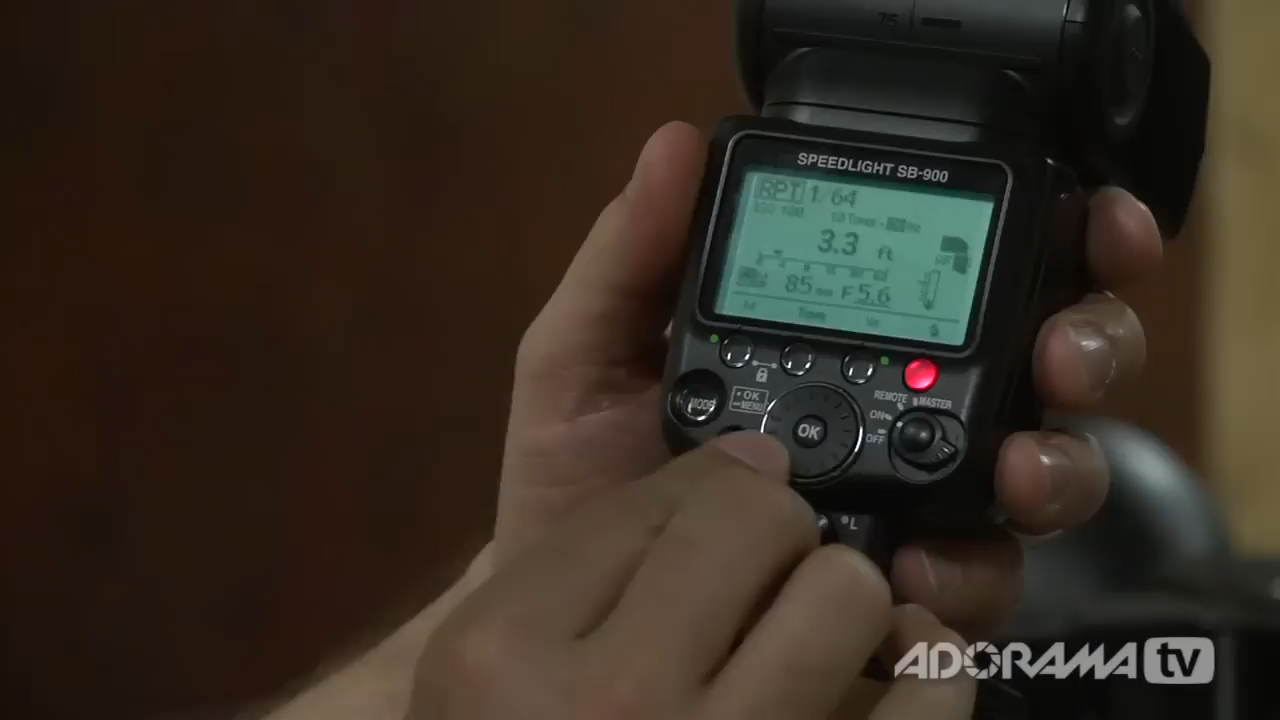 75
SPEEDLIGHT SB-900
RPT 1/64
3.3 ft
85 mm F5.6
Times
MODE
OK
MENU
OK
REMOTE MASTER
ON
OFF
L
ADORAMA tv